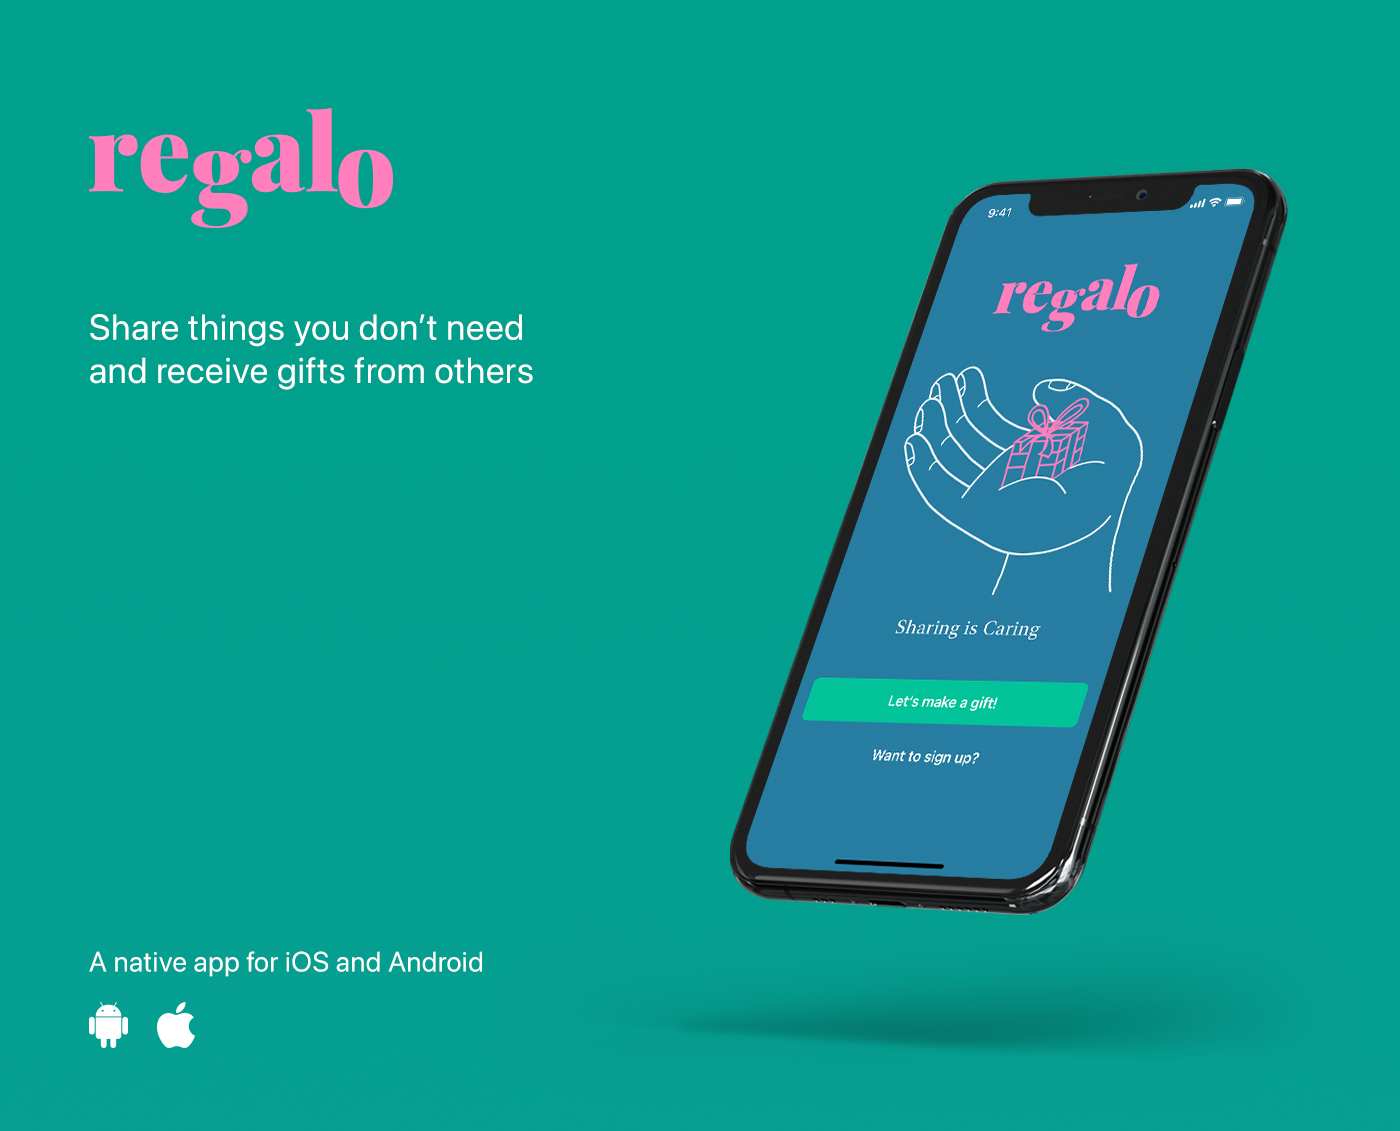 regalo
Share things you don’t need
and receive gifts from others
A native app for iOS and Android
9:41
regalo
Sharing is Caring
Let's make a gift!
Want to sign up?